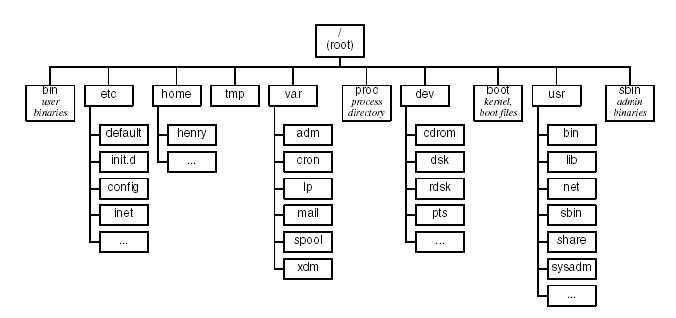 /
(root)
bin
user
binaries
etc
home
tmp
var
proc
process
directory
dev
boot
kernel,
boot files
usr
sbin
admin
binaries
default
init.d
config
inet
...
henry
...
adm
cron
lp
mail
spool
xdm
cdrom
dsk
rdsk
pts
...
bin
lib
net
sbin
share
sysadm
...